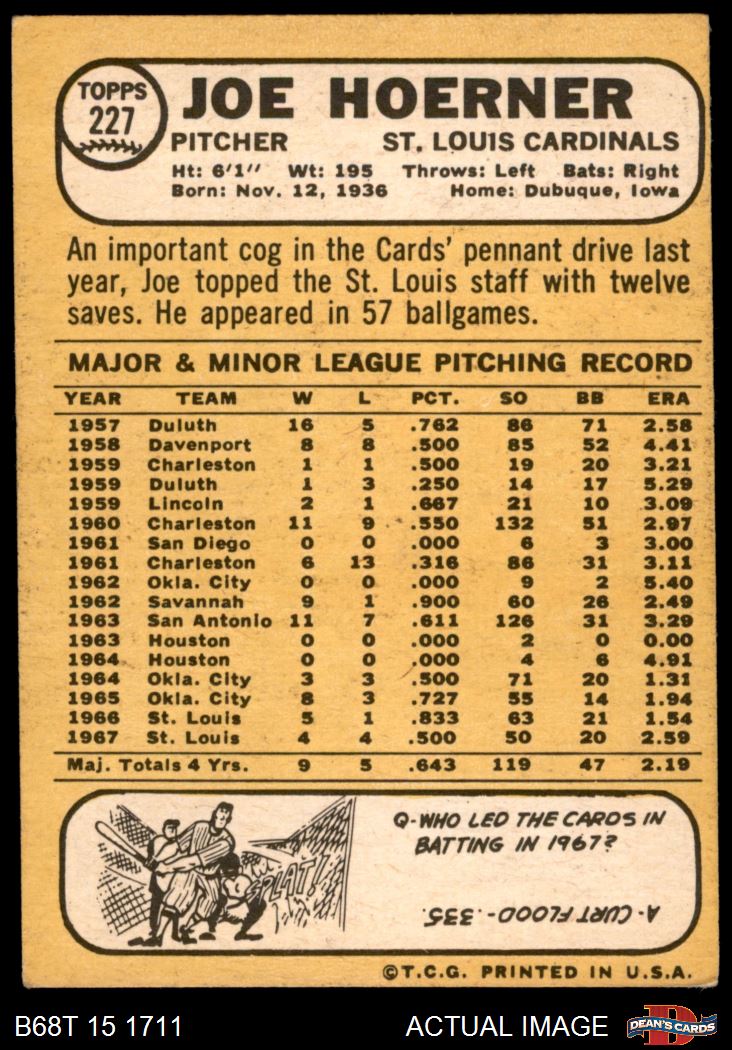 TOPPS
227
JOE HOERNER
PITCHER ST. LOUIS CARDINALS
Ht: 6'1" Wt: 195 Throws: Left Bats: Right
Born: Nov. 12, 1936 Home: Dubuque, Iowa
An important cog in the Cards' pennant drive last
year, Joe topped the St. Louis staff with twelve
saves. He appeared in 57 ballgames.
MAJOR & MINOR LEAGUE PITCHING RECORD
YEAR TEAM W L PCT. SO BB ERA
1957 Duluth 16 5 .762 86 71 2.58
1958 Davenport 8 8 .500 85 52 4.41
1959 Charleston 1 1 .500 19 20 3.21
1959 Duluth 1 3 .250 14 17 5.29
1959 Lincoln 2 1 .667 21 10 3.09
1960 Charleston 11 9 .550 132 51 2.97
1961 San Diego 0 0 .000 6 3 3.00
1961 Charleston 6 13 .316 86 31 3.11
1962 Okla. City 0 0 .000 9 2 5.40
1962 Savannah 9 1 .900 60 26 2.49
1963 San Antonio 11 7 .611 126 31 3.29
1963 Houston 0 0 .000 2 0 0.00
1964 Houston 0 0 .000 4 6 4.91
1964 Okla. City 3 3 .500 71 20 1.31
1965 Okla. City 8 3 .727 55 14 1.94
1966 St. Louis 5 1 .833 63 21 1.54
1967 St. Louis 4 4 .500 50 20 2.59
Maj. Totals 4 Yrs. 9 5 .643 119 47 2.19
SPLAT!
Q-WHO LED THE CARDS IN
BATTING IN 1967?
A-CURT FLOOD-.335.
©T.C.G. PRINTED IN U.S.A.
B68T 15 1711 ACTUAL IMAGE
D
DEAN'S CARDS